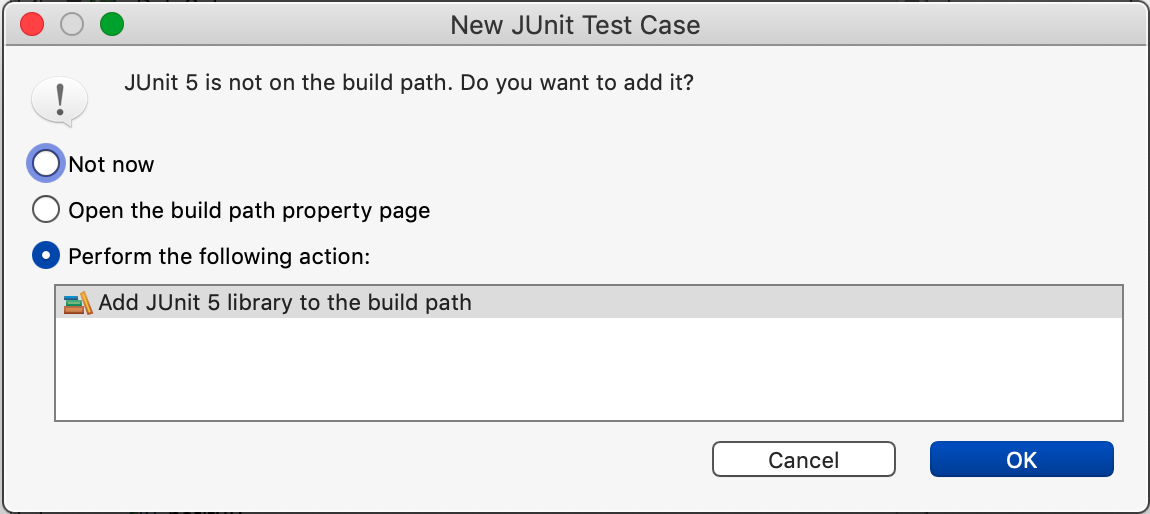 New JUnit Test Case
JUnit 5 is not on the build path. Do you want to add it?
Not now
Open the build path property page
Perform the following action:
Add JUnit 5 library to the build path
Cancel
OK